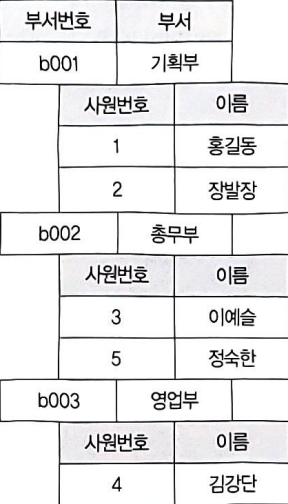 부서번호 부서
b001 기획부
사원번호 이름
1 홍길동
2 장발장
b002 총무부
사원번호 이름
3 이예슬
5 정숙한
b003 영업부
사원번호 이름
4 김강단